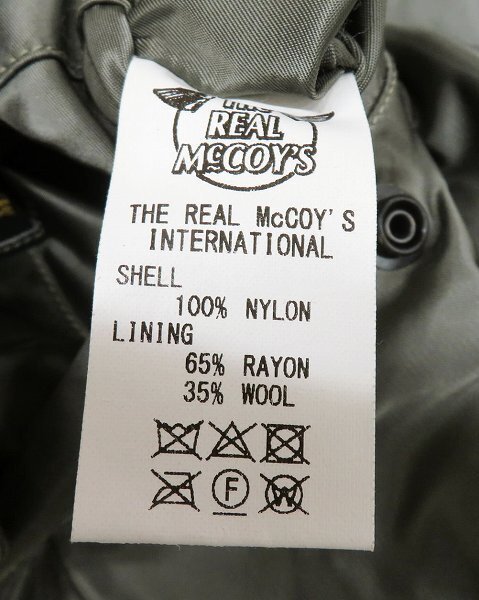 THE
REAL
McCOY'S
THE REAL McCOY'S
INTERNATIONAL
SHELL
100% NYLON
LINING
65% RAYON
35% WOOL
F W